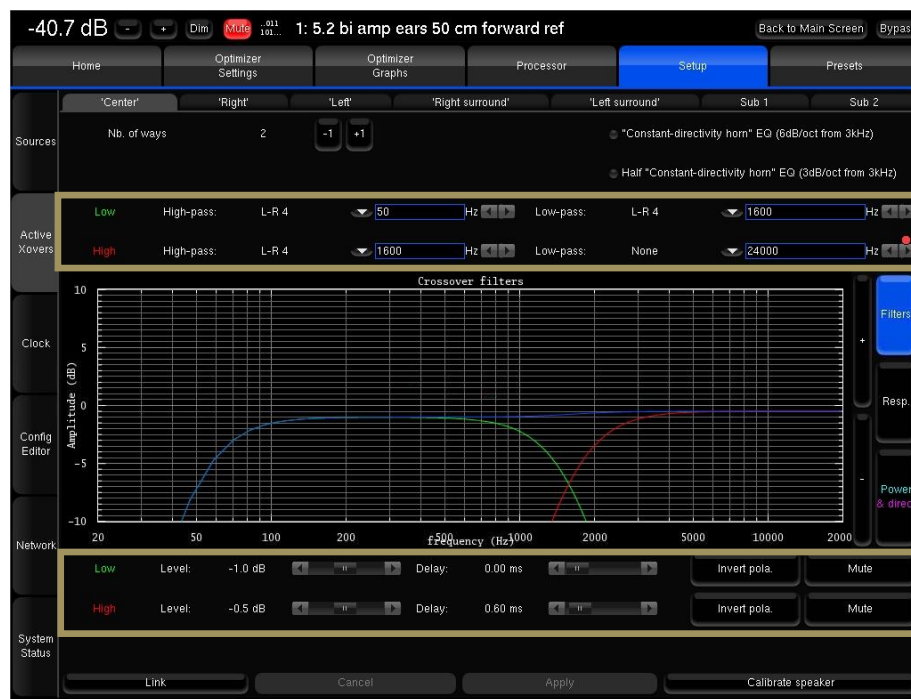 -40.7 dB - + Dim Mute ..011 101... 1: 5.2 bi amp ears 50 cm forward ref Back to Main Screen Bypas
Home Optimizer Settings Optimizer Graphs Processor Setup Presets
'Center' 'Right' 'Left' 'Right surround' 'Left surround' Sub 1 Sub 2
Sources
Nb. of ways 2 -1 +1 "Constant-directivity horn" EQ (6dB/oct from 3kHz)
Half "Constant-directivity horn" EQ (3dB/oct from 3kHz)
Active Xovers
Low High-pass: L-R 4 50 Hz Low-pass: L-R 4 1600 Hz
High High-pass: L-R 4 1600 Hz Low-pass: None 24000 Hz
Crossover filters
10
5
0
-5
-10
Amplitude (dB)
20 50 100 200 500 1000 2000 5000 10000 2000
frequency (Hz)
+
-
Filters
Resp.
Power & direc
Clock
Config Editor
Network
System Status
Low Level: -1.0 dB Delay: 0.00 ms Invert pola. Mute
High Level: -0.5 dB Delay: 0.60 ms Invert pola. Mute
Link Cancel Apply Calibrate speaker